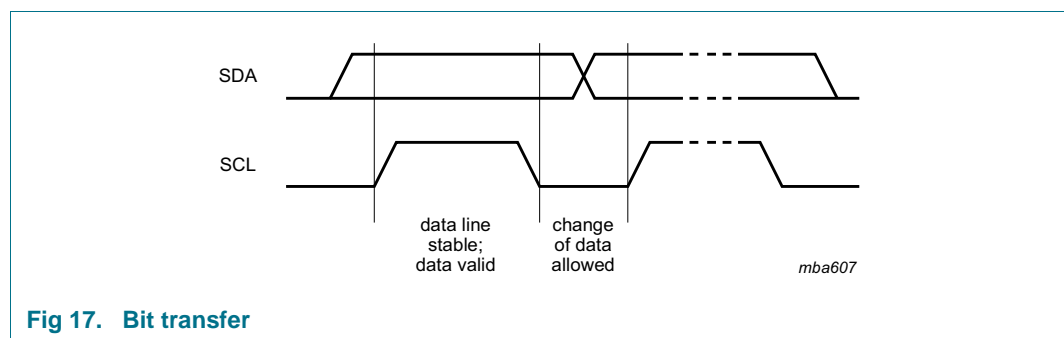 SDA
SCL
data line
stable;
data valid
change
of data
allowed
mba607
Fig 17. Bit transfer